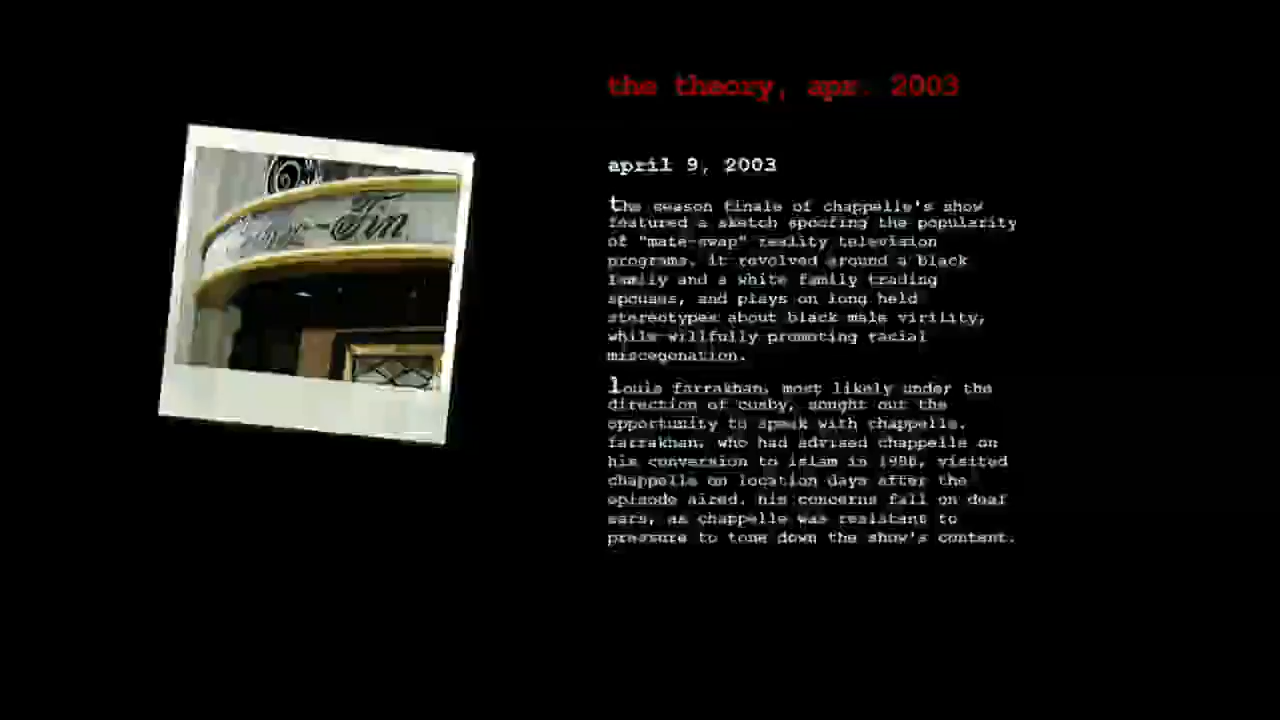 the theory, apr. 2003
april 9, 2003
the season finale of chappelle's show
featured a sketch spoofing the popularity
of "mate-swap" reality television
programs. it revolved around a black
family and a white family trading
spouses, and plays on long held
stereotypes about black male virility,
while willfully promoting racial
miscegenation.
louis farrakhan, most likely under the
direction of cosby, sought out the
opportunity to speak with chappelle.
farrakhan, who had advised chappelle on
his conversion to islam in 1988, visited
chappelle on location days after the
episode aired. his concerns fell on deaf
ears, as chappelle was resistant to
pressure to tone down the show's content.
Tin